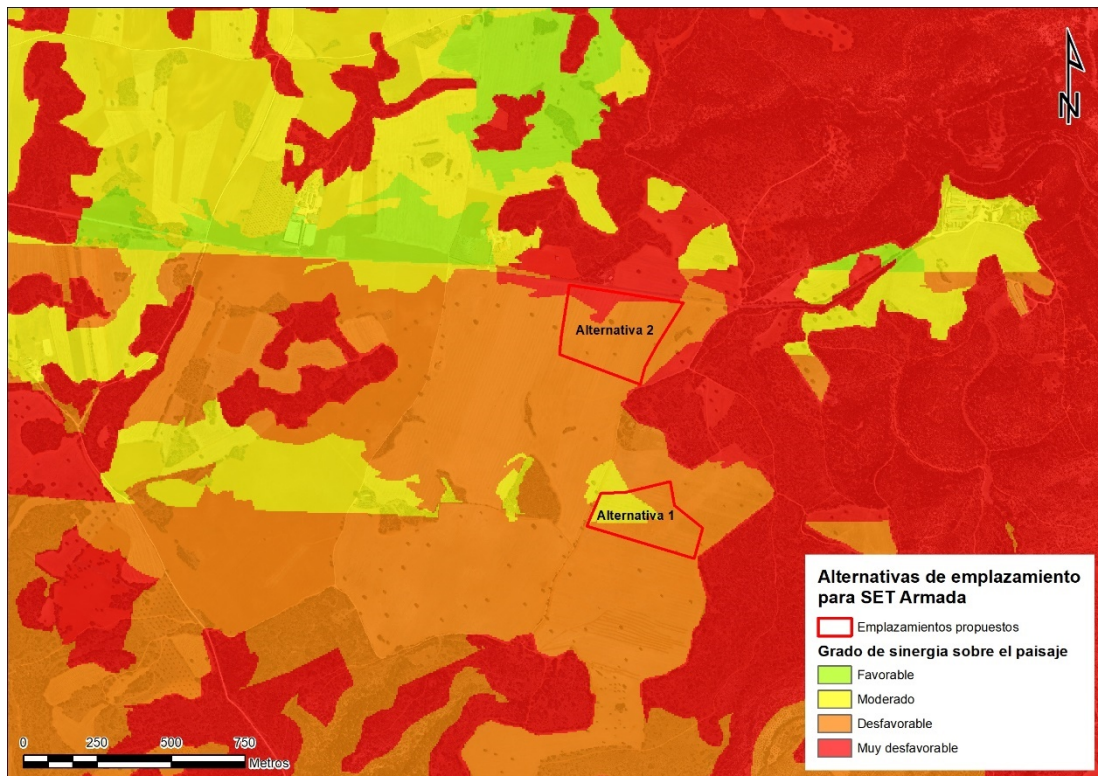 N
Alternativa 2
Alternativa 1
Alternativas de emplazamiento
para SET Armada
Emplazamientos propuestos
Grado de sinergia sobre el paisaje
Favorable
Moderado
Desfavorable
Muy desfavorable
0 250 500 750
Metros